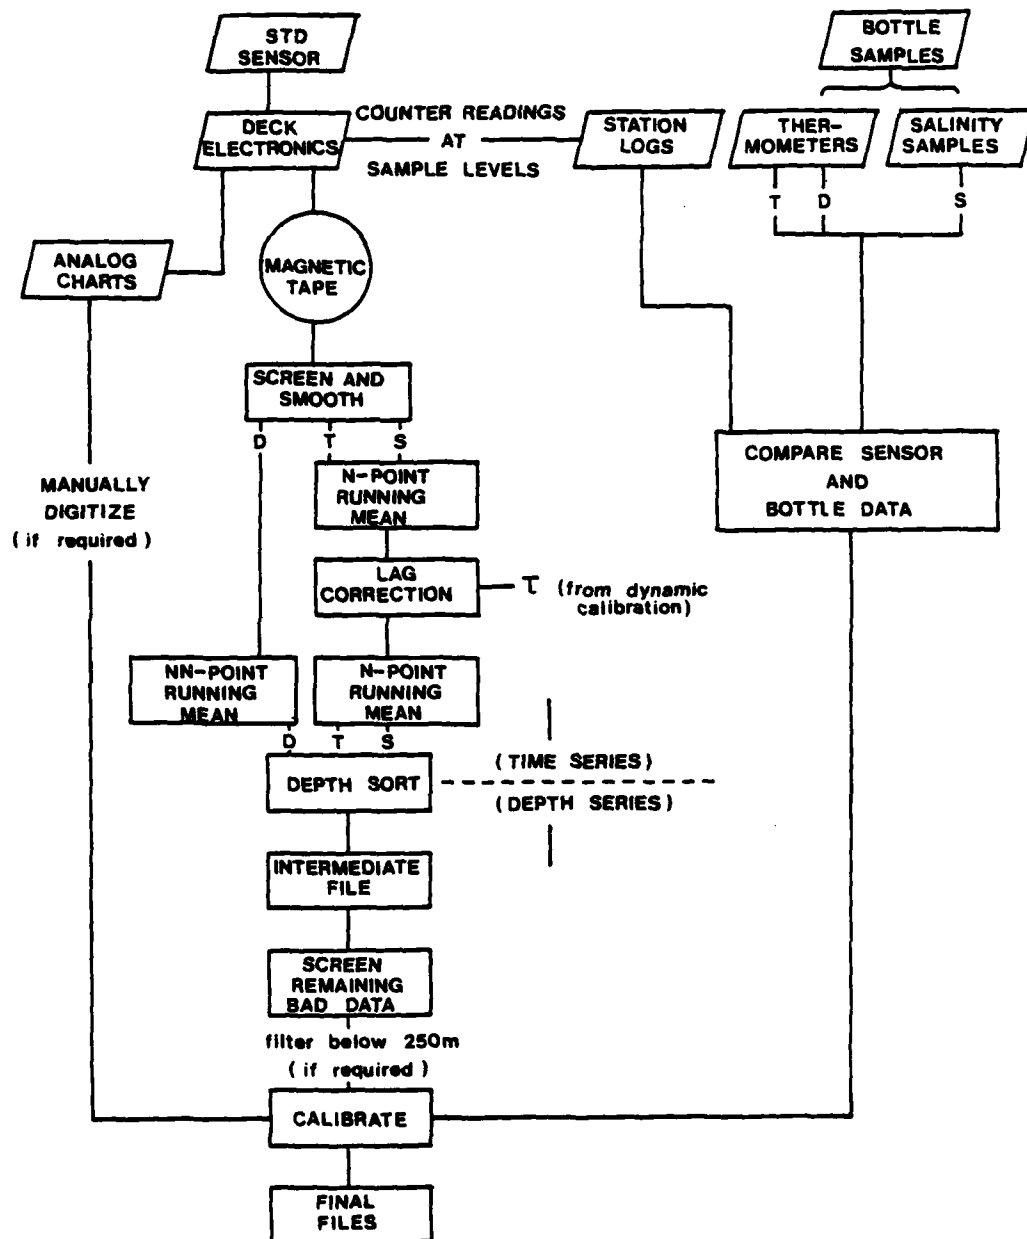 STD
SENSOR
BOTTLE
SAMPLES
DECK
ELECTRONICS
COUNTER READINGS
AT
SAMPLE LEVELS
STATION
LOGS
THER-
MOMETERS
SALINITY
SAMPLES
T D S
ANALOG
CHARTS
MAGNETIC
TAPE
SCREEN AND
SMOOTH
D T S
MANUALLY
DIGITIZE
(if required)
N-POINT
RUNNING
MEAN
COMPARE SENSOR
AND
BOTTLE DATA
LAG
CORRECTION
τ (from dynamic
calibration)
NN-POINT
RUNNING
MEAN
N-POINT
RUNNING
MEAN
D T S
DEPTH SORT
(TIME SERIES)
(DEPTH SERIES)
INTERMEDIATE
FILE
SCREEN
REMAINING
BAD DATA
filter below 250m
(if required)
CALIBRATE
FINAL
FILES